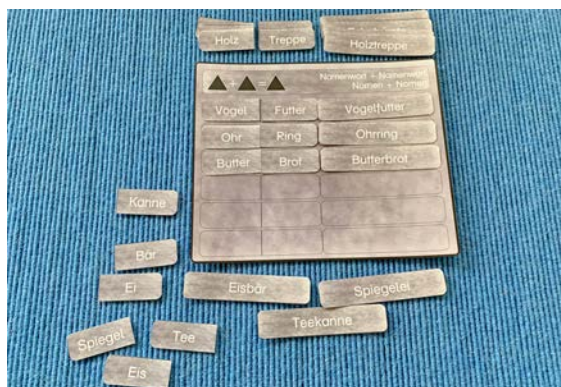 Holz Treppe Holztreppe
+ = Namenwort + Namenwort
Nomen + Nomen
Vogel Futter Vogelfutter
Ohr Ring Ohrring
Butter Brot Butterbrot
Kanne
Bär
Ei Eisbär Spiegelei
Teekanne
Spiegel Tee
Eis